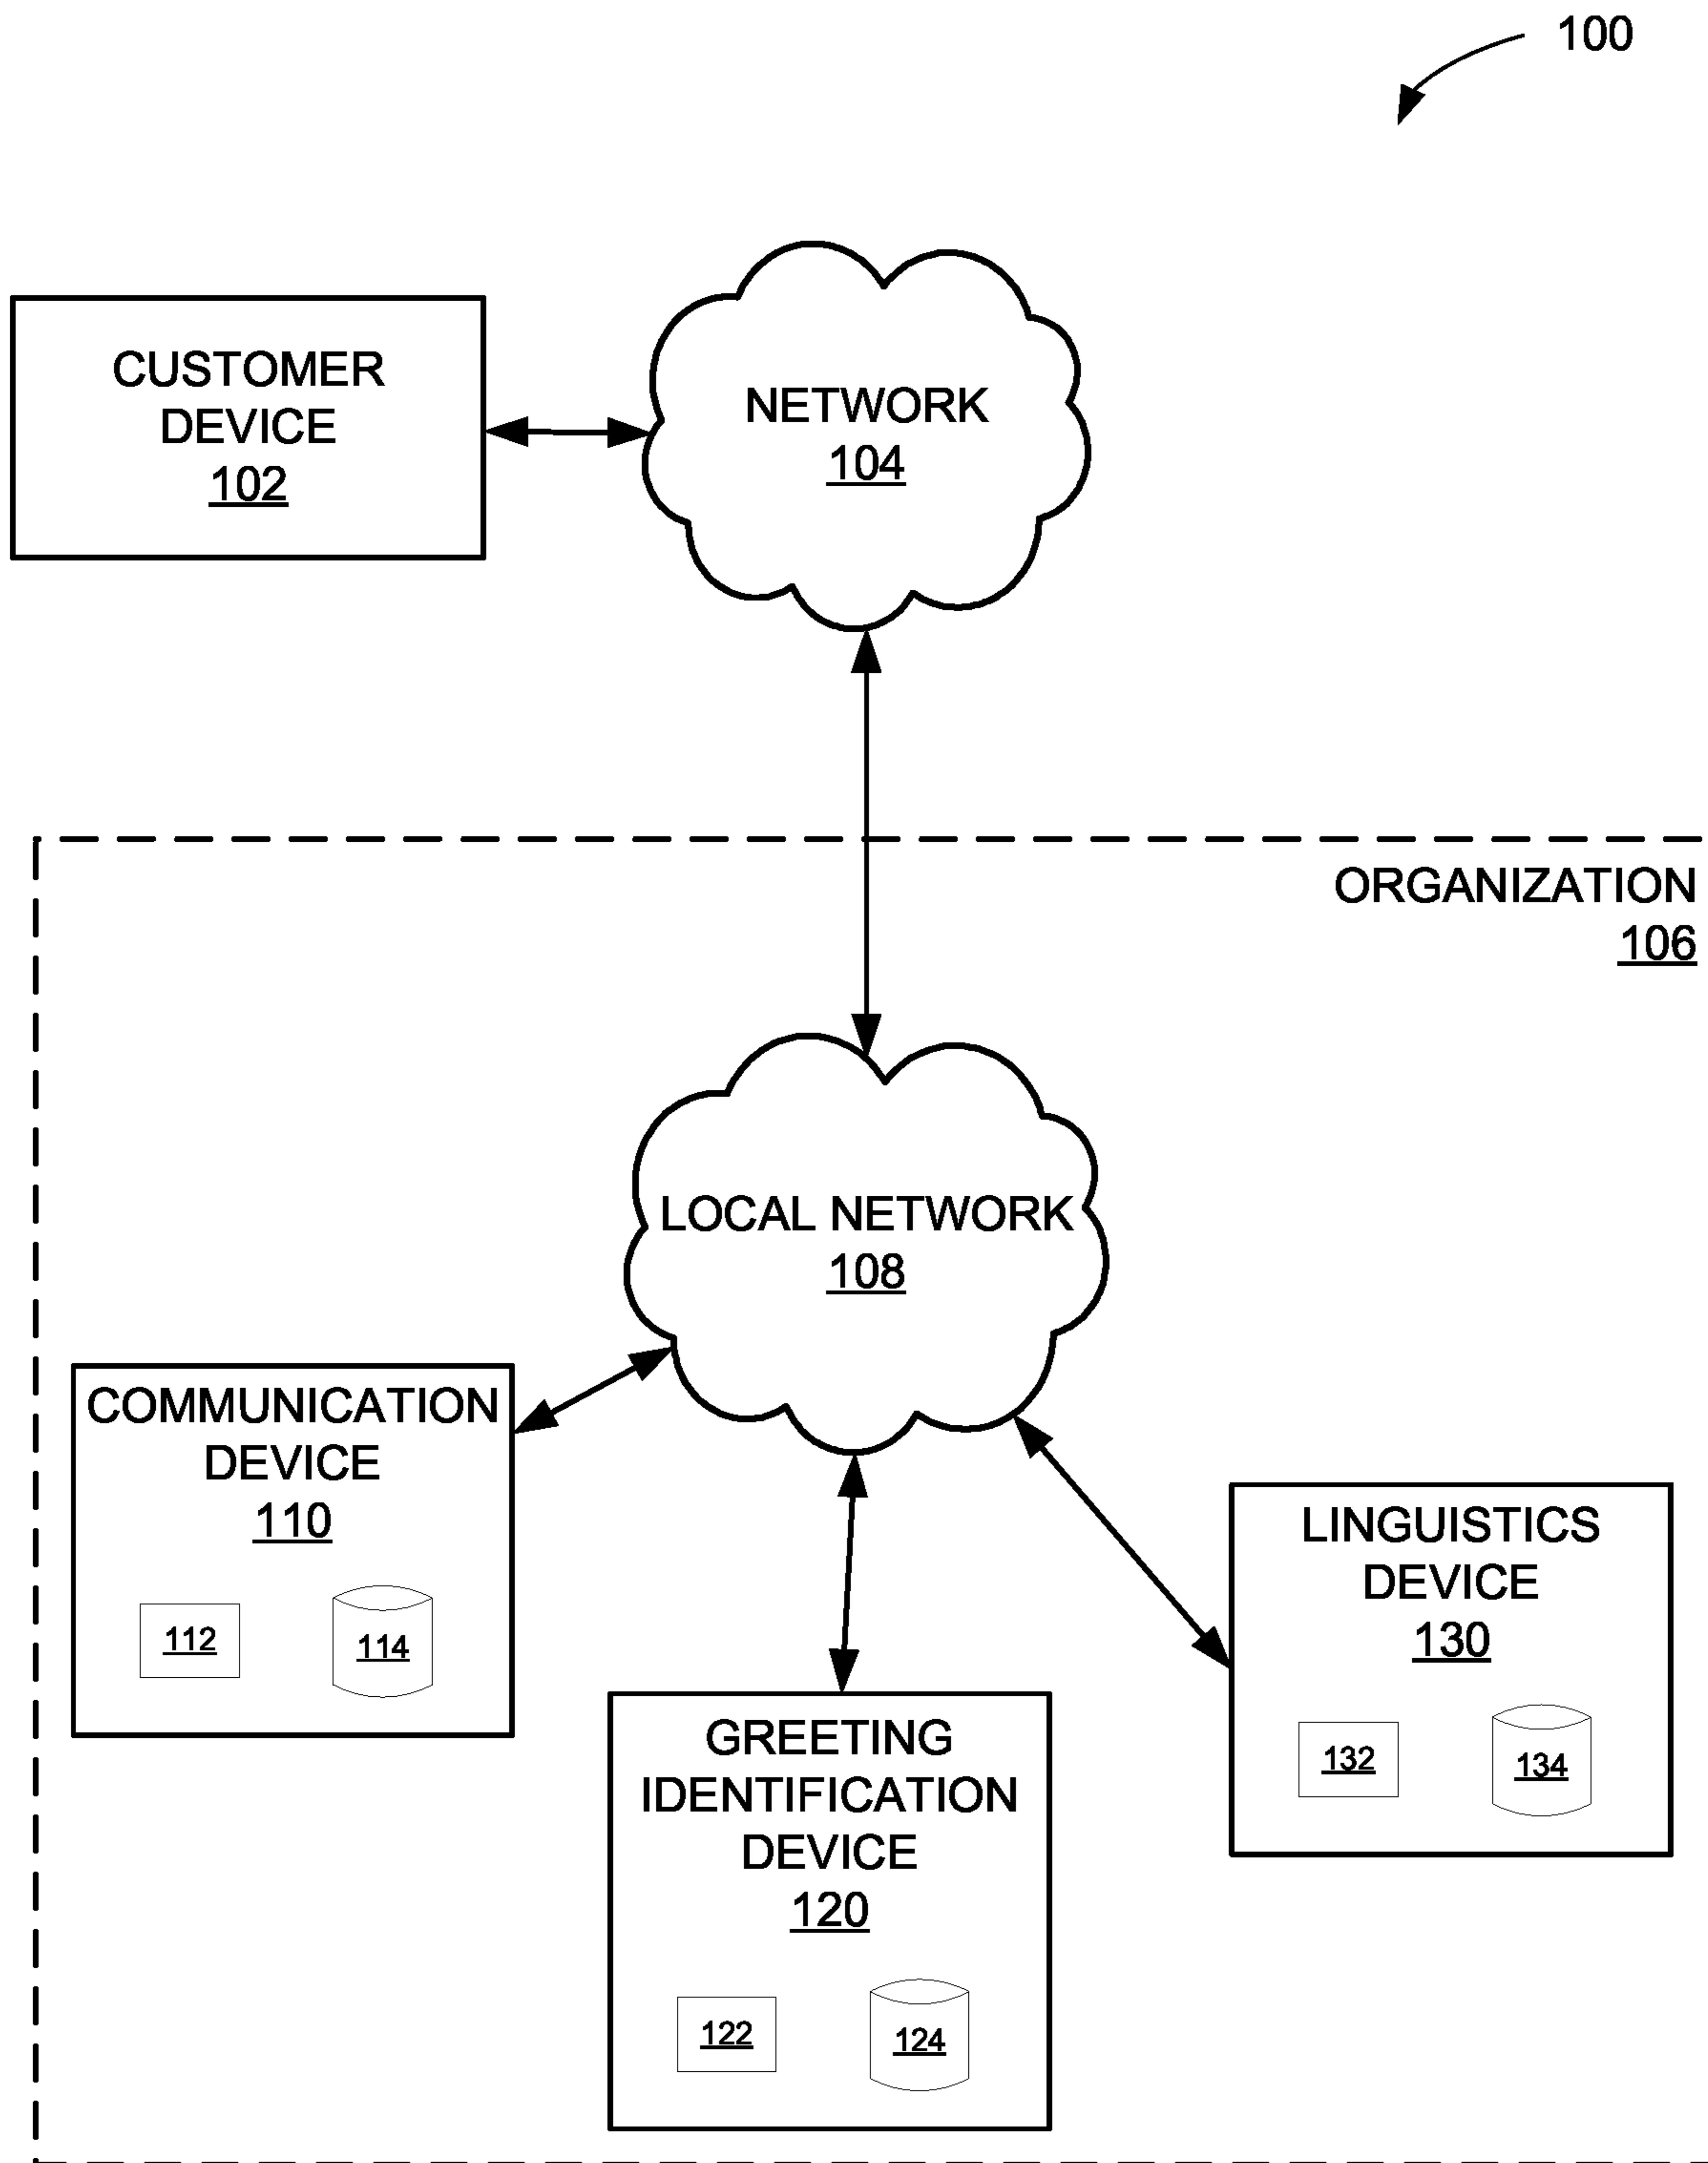 100
CUSTOMER
DEVICE
102
NETWORK
104
ORGANIZATION
106
LOCAL NETWORK
108
COMMUNICATION
DEVICE
110
112
114
LINGUISTICS
DEVICE
130
132
134
GREETING
IDENTIFICATION
DEVICE
120
122
124